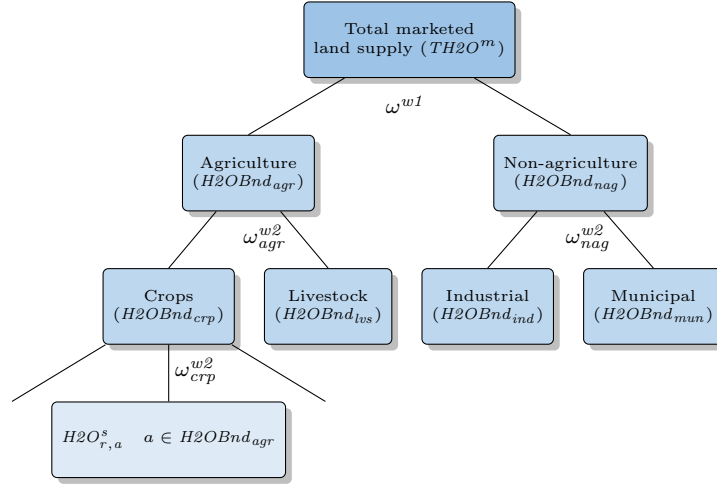 Total marketed
land supply (TH2O^m)
ω^w1
Agriculture
(H2OBnd_agr)
Non-agriculture
(H2OBnd_nag)
ω^w2_agr
ω^w2_nag
Crops
(H2OBnd_crp)
Livestock
(H2OBnd_lvs)
Industrial
(H2OBnd_ind)
Municipal
(H2OBnd_mun)
ω^w2_crp
H2O^s_r,a a ∈ H2OBnd_agr